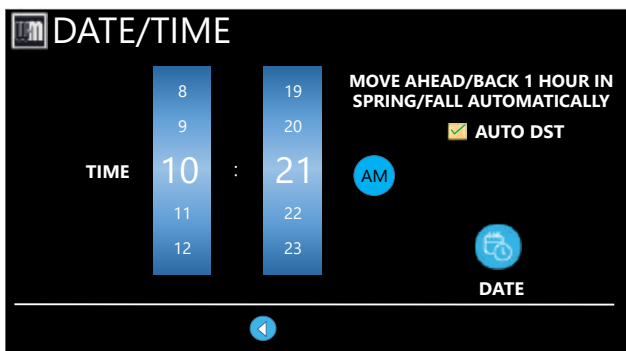 TPM DATE/TIME
MOVE AHEAD/BACK 1 HOUR IN
SPRING/FALL AUTOMATICALLY
AUTO DST
8 19
9 20
TIME 10 : 21 AM
11 22
12 23
DATE